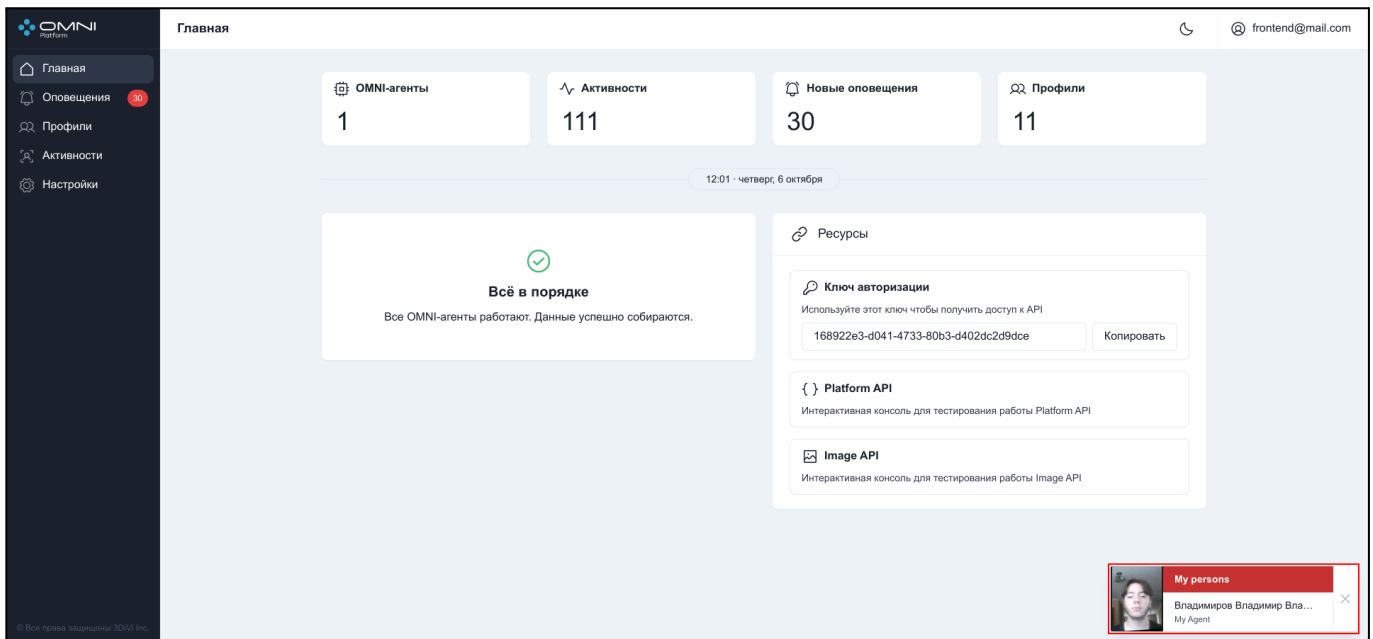 OMNI
Platform
Главная
frontend@mail.com
Главная
Оповещения 30
Профили
Активности
Настройки
OMNI-агенты
1
Активности
111
Новые оповещения
30
Профили
11
12:01 · четверг, 6 октября
Всё в порядке
Все OMNI-агенты работают. Данные успешно собираются.
Ресурсы
Ключ авторизации
Используйте этот ключ чтобы получить доступ к API
168922e3-d041-4733-80b3-d402dc2d9dce
Копировать
{ } Platform API
Интерактивная консоль для тестирования работы Platform API
Image API
Интерактивная консоль для тестирования работы Image API
My persons
Владимиров Владимир Вла...
My Agent
© Все права защищены 3DiVi Inc.